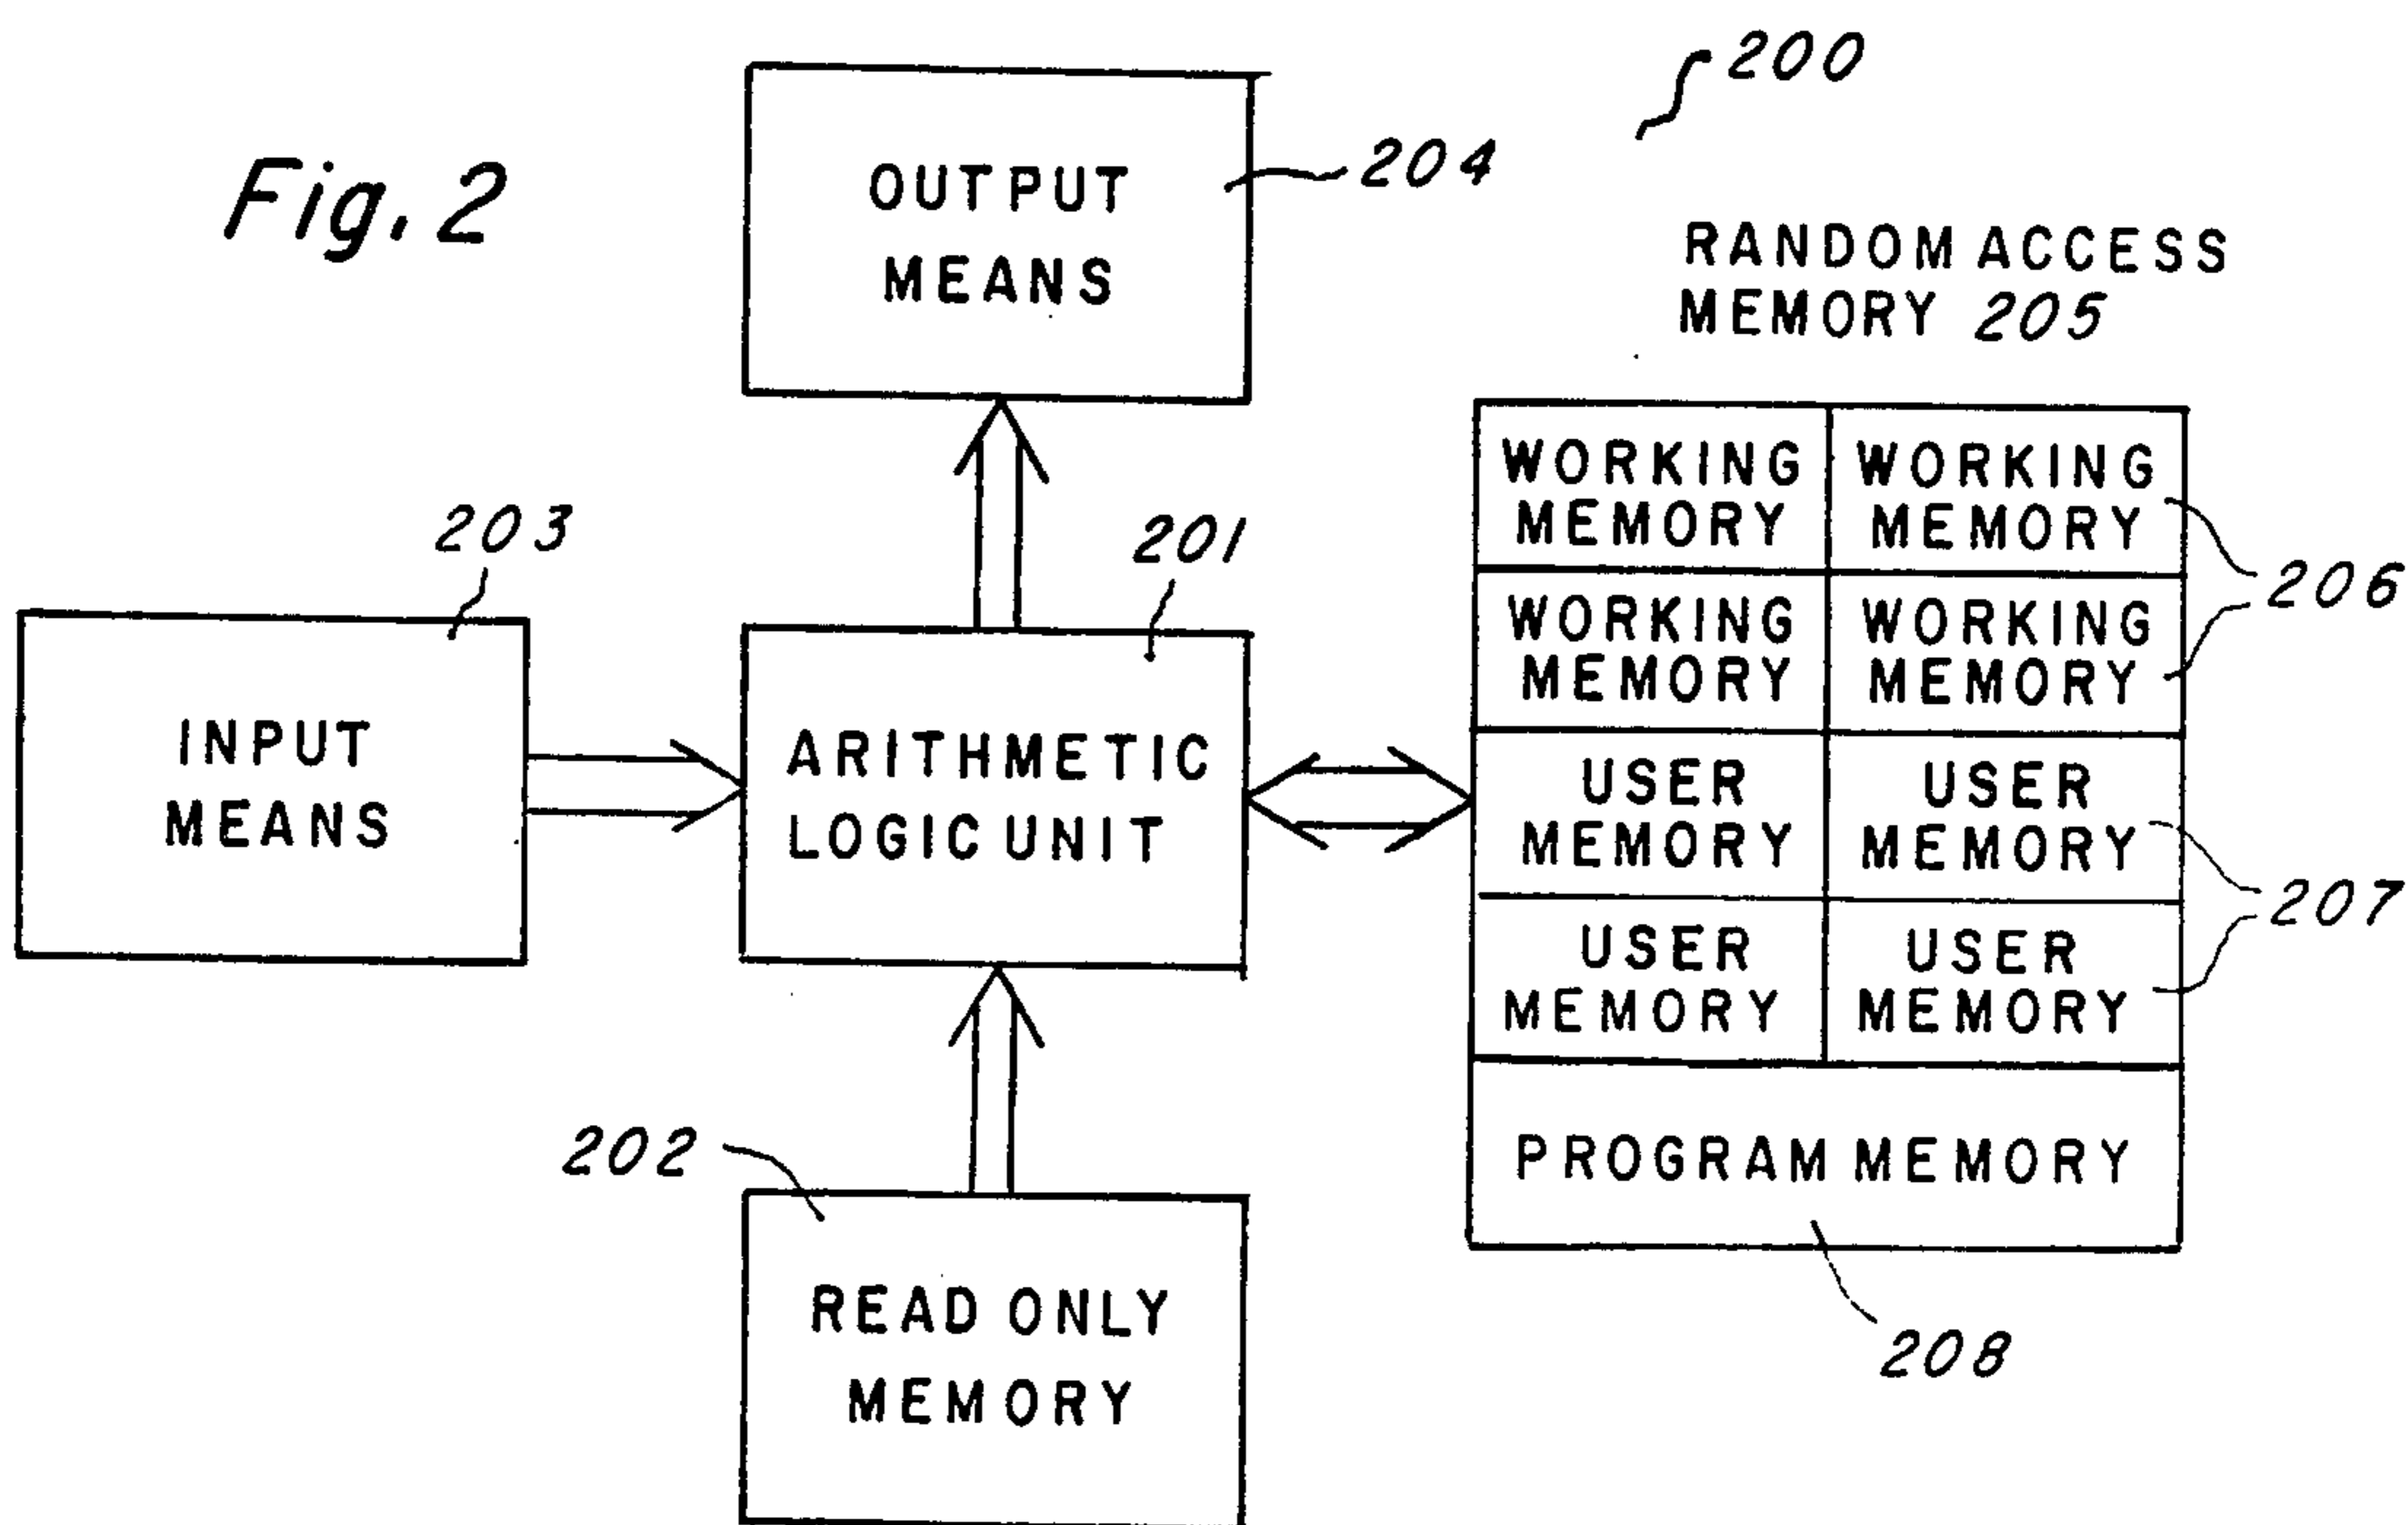 Fig. 2
200
OUTPUT
MEANS
204
RANDOM ACCESS
MEMORY 205
203
INPUT
MEANS
201
ARITHMETIC
LOGIC UNIT
WORKING
MEMORY
WORKING
MEMORY
206
WORKING
MEMORY
WORKING
MEMORY
USER
MEMORY
USER
MEMORY
207
USER
MEMORY
USER
MEMORY
PROGRAM MEMORY
208
202
READ ONLY
MEMORY